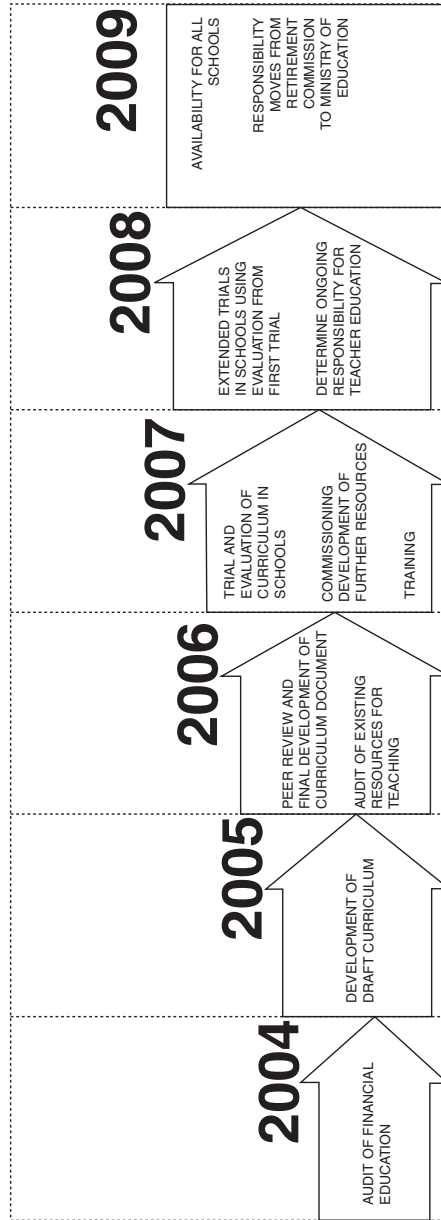 2004
AUDIT OF FINANCIAL
EDUCATION
2005
DEVELOPMENT OF
DRAFT CURRICULUM
2006
PEER REVIEW AND
FINAL DEVELOPMENT OF
CURRICULUM DOCUMENT
AUDIT OF EXISTING
RESOURCES FOR
TEACHING
2007
TRIAL AND
EVALUATION OF
CURRICULUM IN
SCHOOLS
COMMISSIONING
DEVELOPMENT OF
FURTHER RESOURCES
TRAINING
2008
EXTENDED TRIALS
IN SCHOOLS USING
EVALUATION FROM
FIRST TRIAL
DETERMINE ONGOING
RESPONSIBILITY FOR
TEACHER EDUCATION
2009
AVAILABILITY FOR ALL
SCHOOLS
RESPONSIBILITY
MOVES FROM
RETIREMENT
COMMISSION
TO MINISTRY OF
EDUCATION